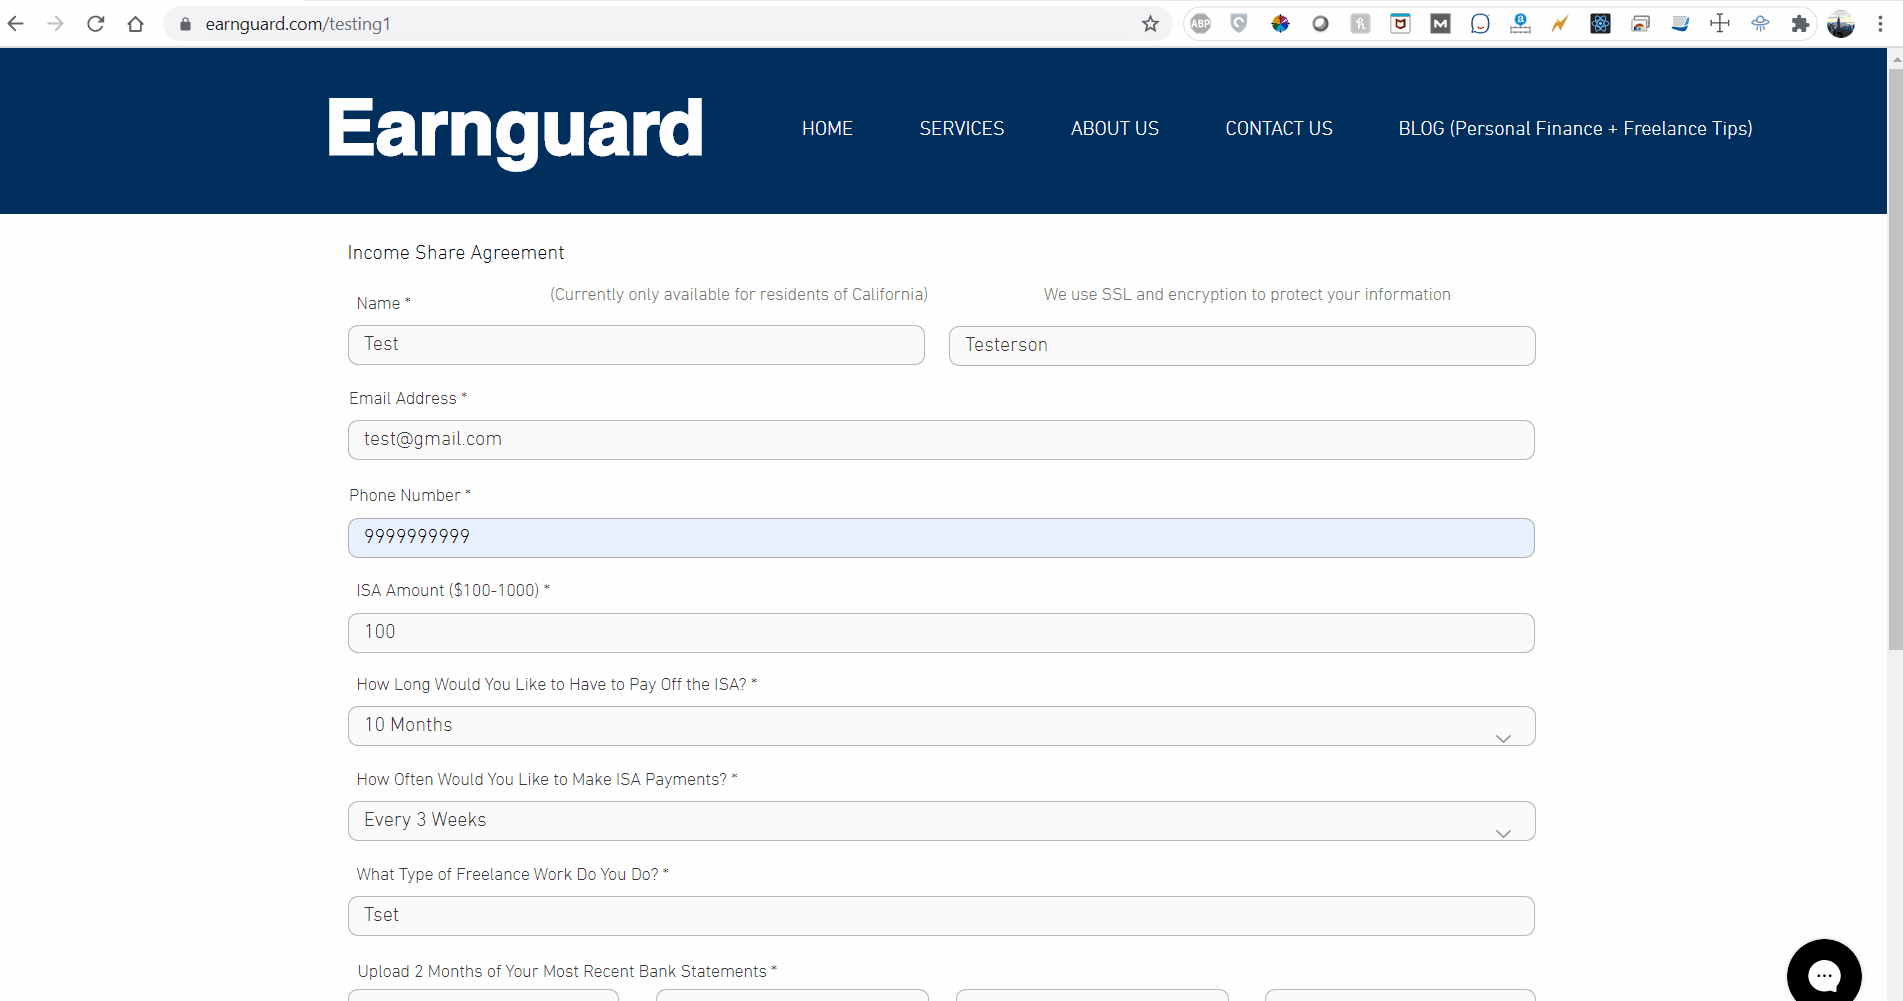 earnguard.com/testing1
ABP
Earnguard
HOME SERVICES ABOUT US CONTACT US BLOG (Personal Finance + Freelance Tips)
Income Share Agreement
Name * (Currently only available for residents of California) We use SSL and encryption to protect your information
Test Testerson
Email Address *
test@gmail.com
Phone Number *
9999999999
ISA Amount ($100-1000) *
100
How Long Would You Like to Have to Pay Off the ISA? *
10 Months
How Often Would You Like to Make ISA Payments? *
Every 3 Weeks
What Type of Freelance Work Do You Do? *
Tset
Upload 2 Months of Your Most Recent Bank Statements *